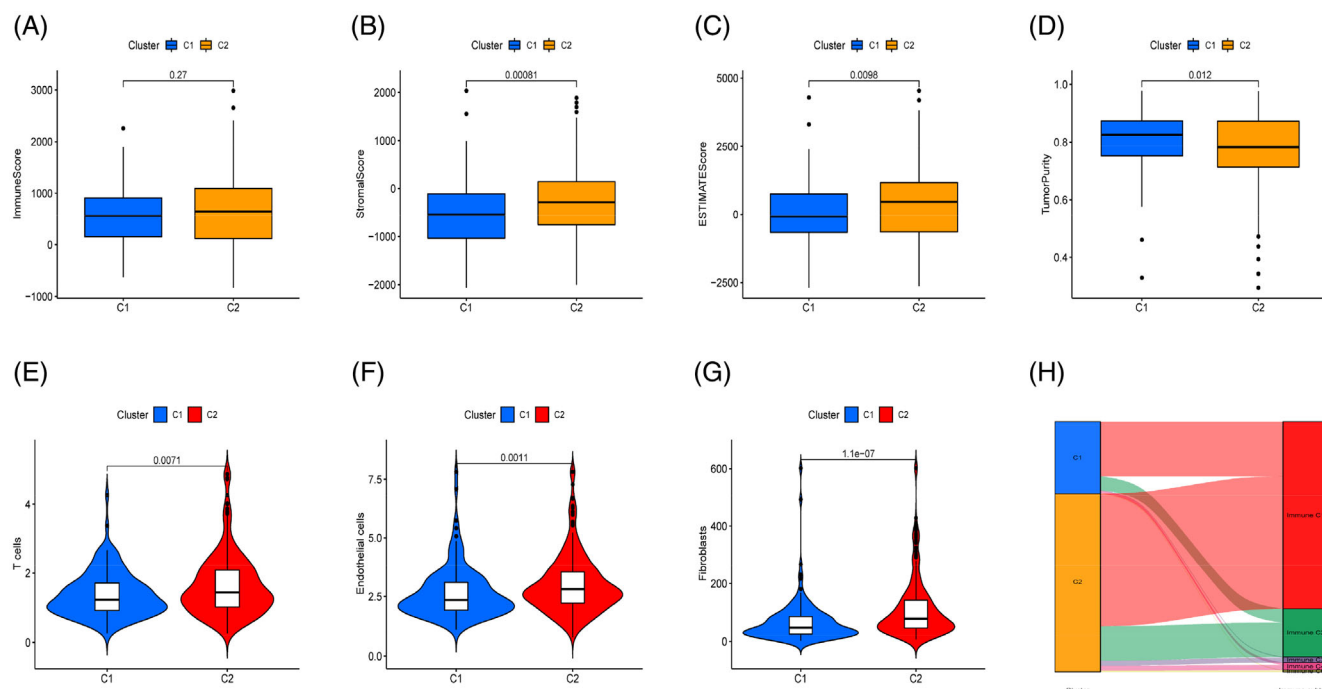 (A)
Cluster C1 C2
0.27
3000
2000
1000
0
−1000
ImmuneScore
C1 C2
(B)
Cluster C1 C2
0.00081
2000
1000
−0
−1000
−2000
StromalScore
C1 C2
(C)
Cluster C1 C2
0.0098
5000
2500
0
−2500
ESTIMATEScore
C1 C2
(D)
Cluster C1 C2
0.012
1.0
0.8
0.6
0.4
TumorPurity
C1 C2
(E)
Cluster C1 C2
0.0071
4
2
0
T cells
C1 C2
(F)
Cluster C1 C2
0.0011
7.5
5.0
2.5
0.0
Endothelial cells
C1 C2
(G)
Cluster C1 C2
1.1e−07
600
400
200
0
Fibroblasts
C1 C2
(H)
C1
C2
Immune C
Immune C
Immune C
Immune C